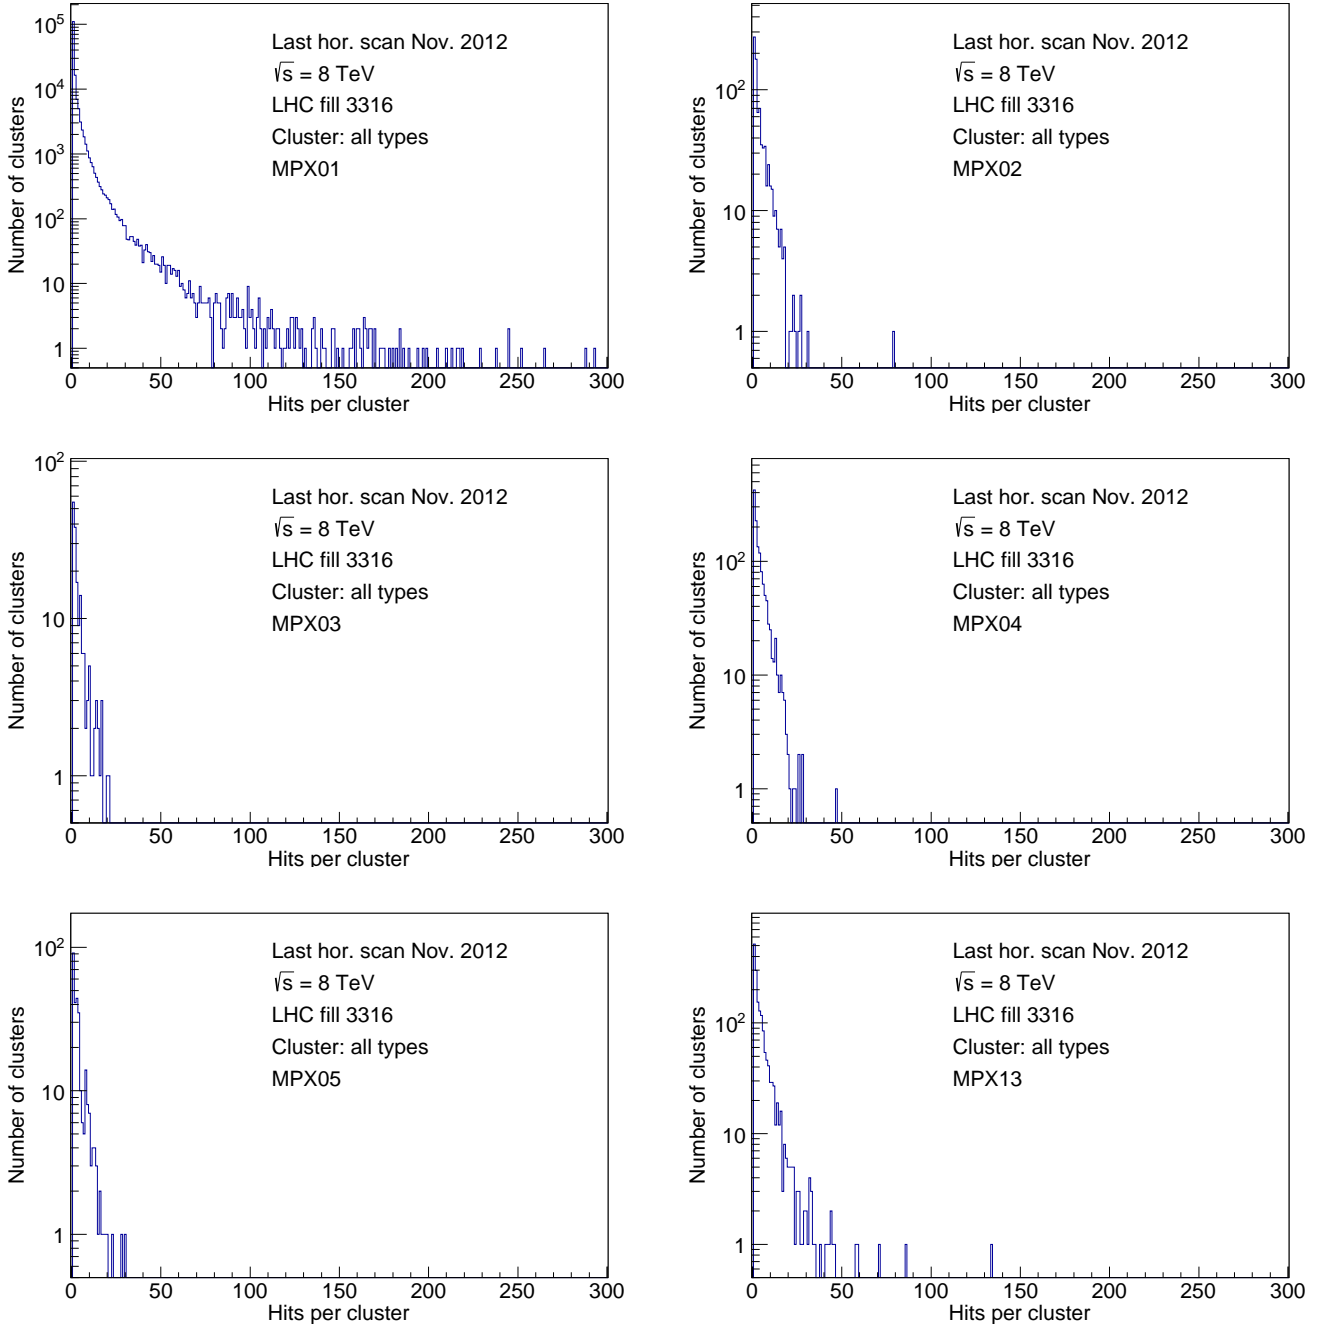 Number of clusters
10^5
10^4
10^3
10^2
10
1
Last hor. scan Nov. 2012
√s = 8 TeV
LHC fill 3316
Cluster: all types
MPX01
0 50 100 150 200 250 300
Hits per cluster
Number of clusters
10^2
10
1
Last hor. scan Nov. 2012
√s = 8 TeV
LHC fill 3316
Cluster: all types
MPX02
0 50 100 150 200 250 300
Hits per cluster
Number of clusters
10^2
10
1
Last hor. scan Nov. 2012
√s = 8 TeV
LHC fill 3316
Cluster: all types
MPX03
0 50 100 150 200 250 300
Hits per cluster
Number of clusters
10^2
10
1
Last hor. scan Nov. 2012
√s = 8 TeV
LHC fill 3316
Cluster: all types
MPX04
0 50 100 150 200 250 300
Hits per cluster
Number of clusters
10^2
10
1
Last hor. scan Nov. 2012
√s = 8 TeV
LHC fill 3316
Cluster: all types
MPX05
0 50 100 150 200 250 300
Hits per cluster
Number of clusters
10^2
10
1
Last hor. scan Nov. 2012
√s = 8 TeV
LHC fill 3316
Cluster: all types
MPX13
0 50 100 150 200 250 300
Hits per cluster